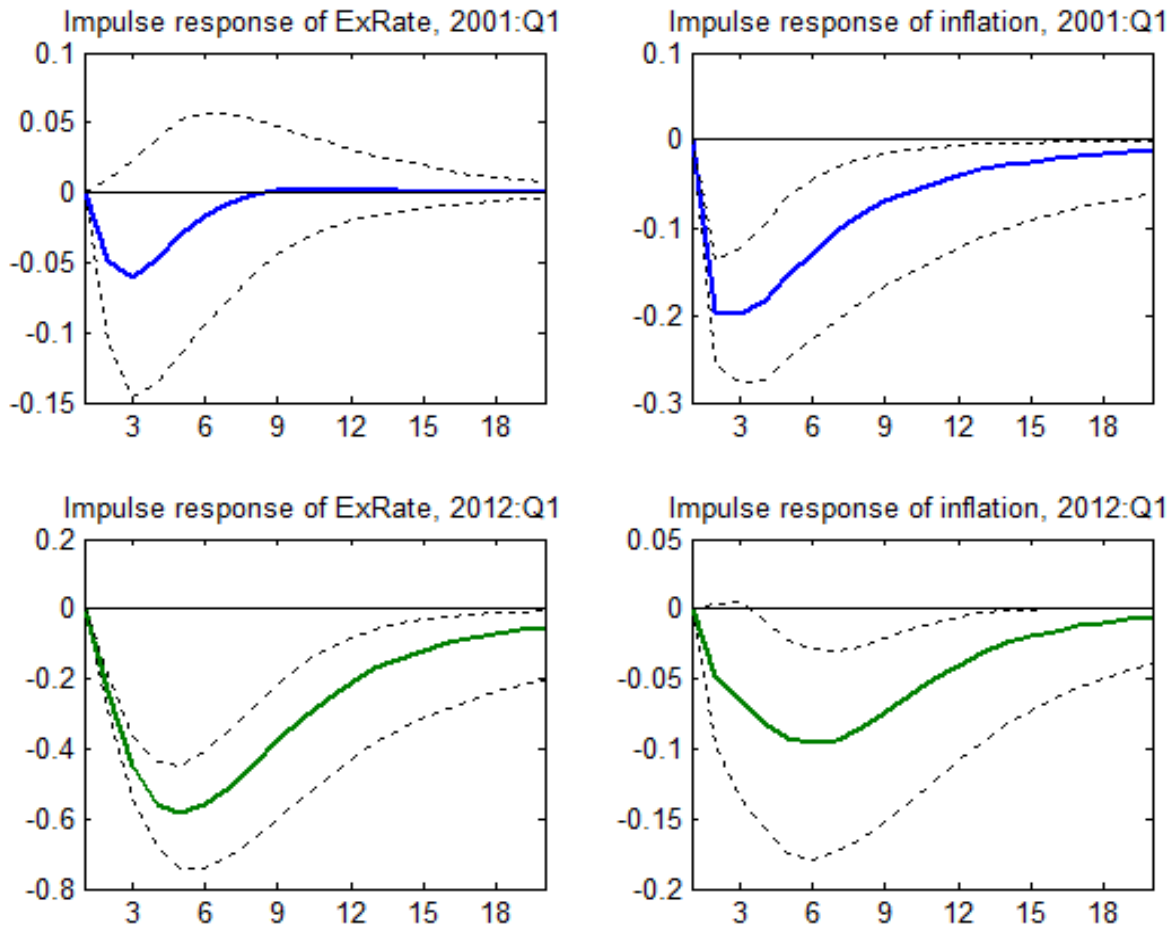 Impulse response of ExRate, 2001:Q1
0.1
0.05
0
-0.05
-0.1
-0.15
3 6 9 12 15 18
Impulse response of inflation, 2001:Q1
0.1
0
-0.1
-0.2
-0.3
3 6 9 12 15 18
Impulse response of ExRate, 2012:Q1
0.2
0
-0.2
-0.4
-0.6
-0.8
3 6 9 12 15 18
Impulse response of inflation, 2012:Q1
0.05
0
-0.05
-0.1
-0.15
-0.2
3 6 9 12 15 18